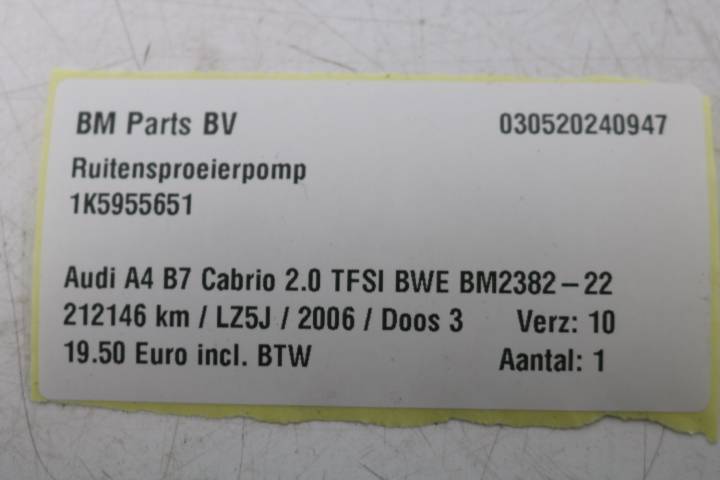 BM Parts BV 030520240947
Ruitensproeierpomp
1K5955651
Audi A4 B7 Cabrio 2.0 TFSI BWE BM2382-22
212146 km / LZ5J / 2006 / Doos 3 Verz: 10
19.50 Euro incl. BTW Aantal: 1